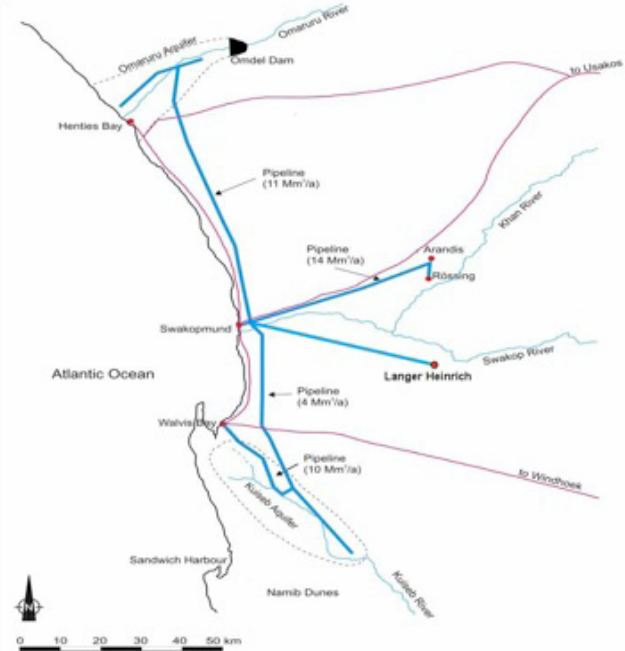 Omaruru River
Omaruru Aquifer
Omdel Dam
to Usakos
Henties Bay
Pipeline
(11 Mm³/a)
Khan River
Pipeline
(14 Mm³/a)
Arandis
Rössing
Swakopmund
Swakop River
Langer Heinrich
Atlantic Ocean
Pipeline
(4 Mm³/a)
Walvis Bay
Pipeline
(10 Mm³/a)
to Windhoek
Kuiseb Aquifer
Sandwich Harbour
Namib Dunes
Kuiseb River
N
0 10 20 30 40 50 km